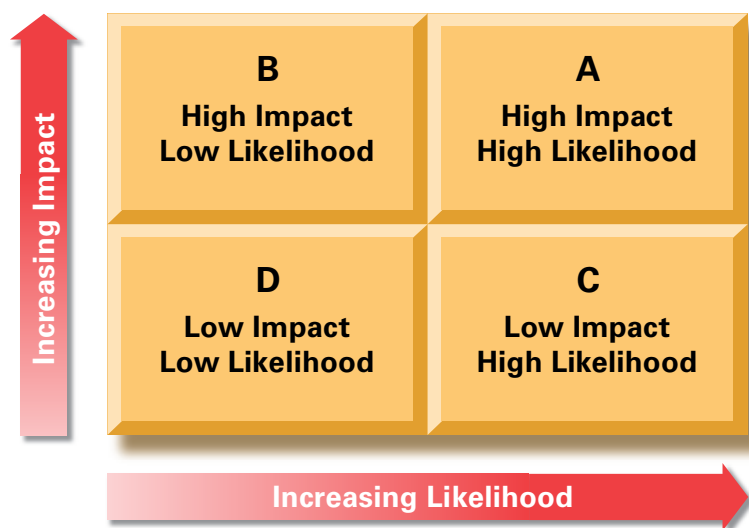 Increasing Impact
B
High Impact
Low Likelihood
A
High Impact
High Likelihood
D
Low Impact
Low Likelihood
C
Low Impact
High Likelihood
Increasing Likelihood